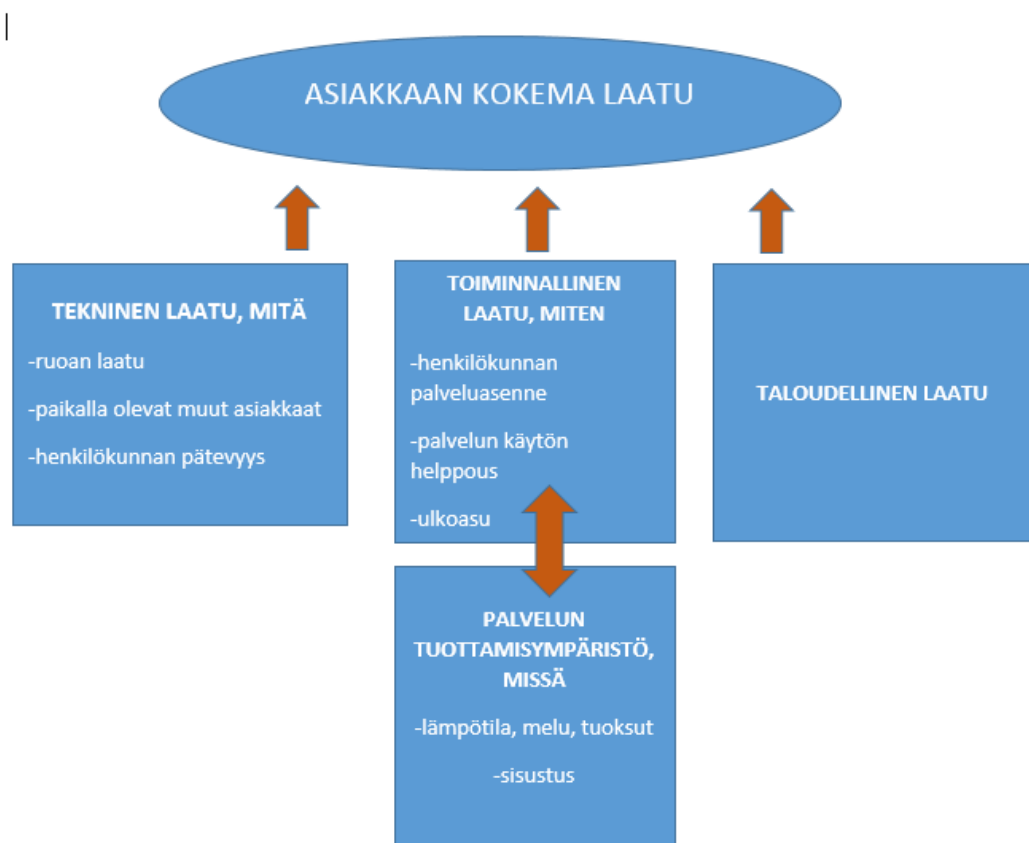 ASIAKKAAN KOKEMA LAATU
TEKNINEN LAATU, MITÄ
-ruoan laatu
-paikalla olevat muut asiakkaat
-henkilökunnan pätevyys
TOIMINNALLINEN
LAATU, MITEN
-henkilökunnan
palveluasenne
-palvelun käytön
helppous
-ulkoasu
TALOUDELLINEN LAATU
PALVELUN
TUOTTAMISYMPÄRISTÖ,
MISSÄ
-lämpötila, melu, tuoksut
-sisustus